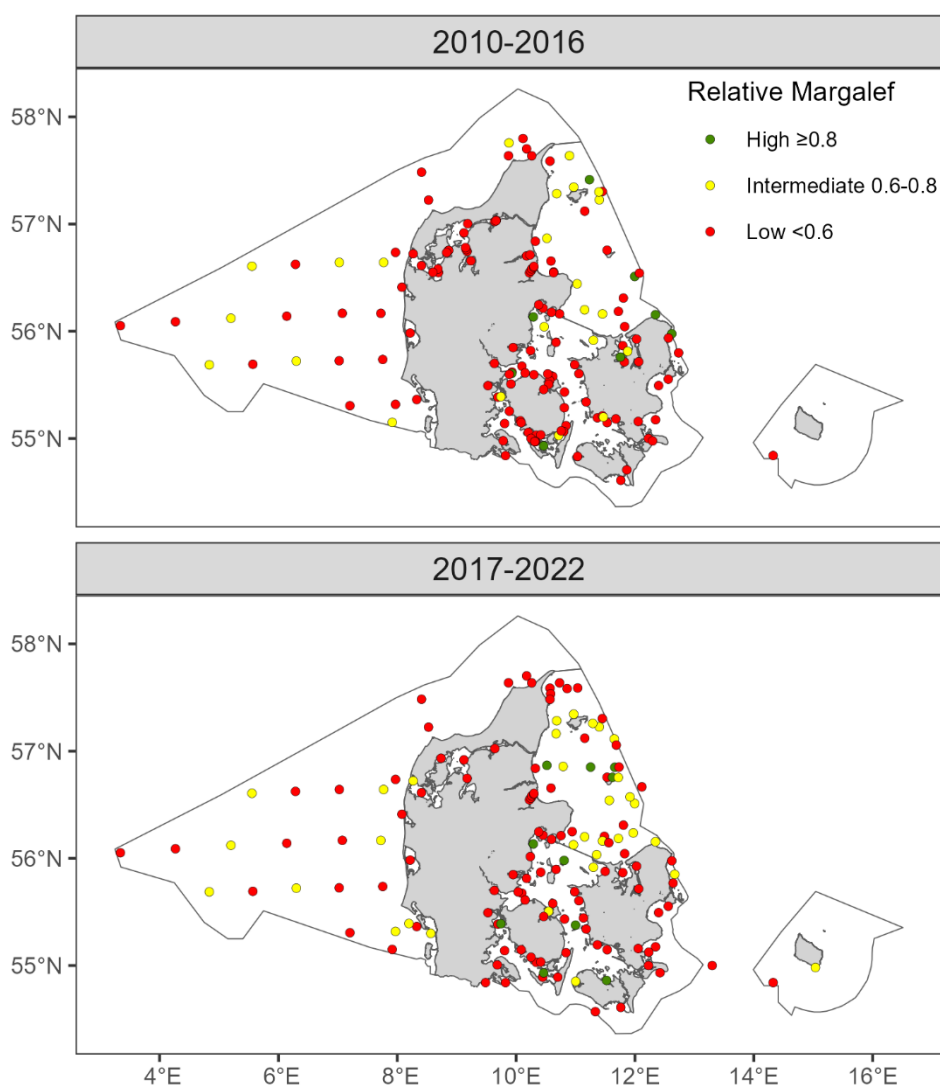 2010-2016
58°N
57°N
56°N
55°N
Relative Margalef
High ≥0.8
Intermediate 0.6-0.8
Low <0.6
2017-2022
58°N
57°N
56°N
55°N
4°E 6°E 8°E 10°E 12°E 14°E 16°E